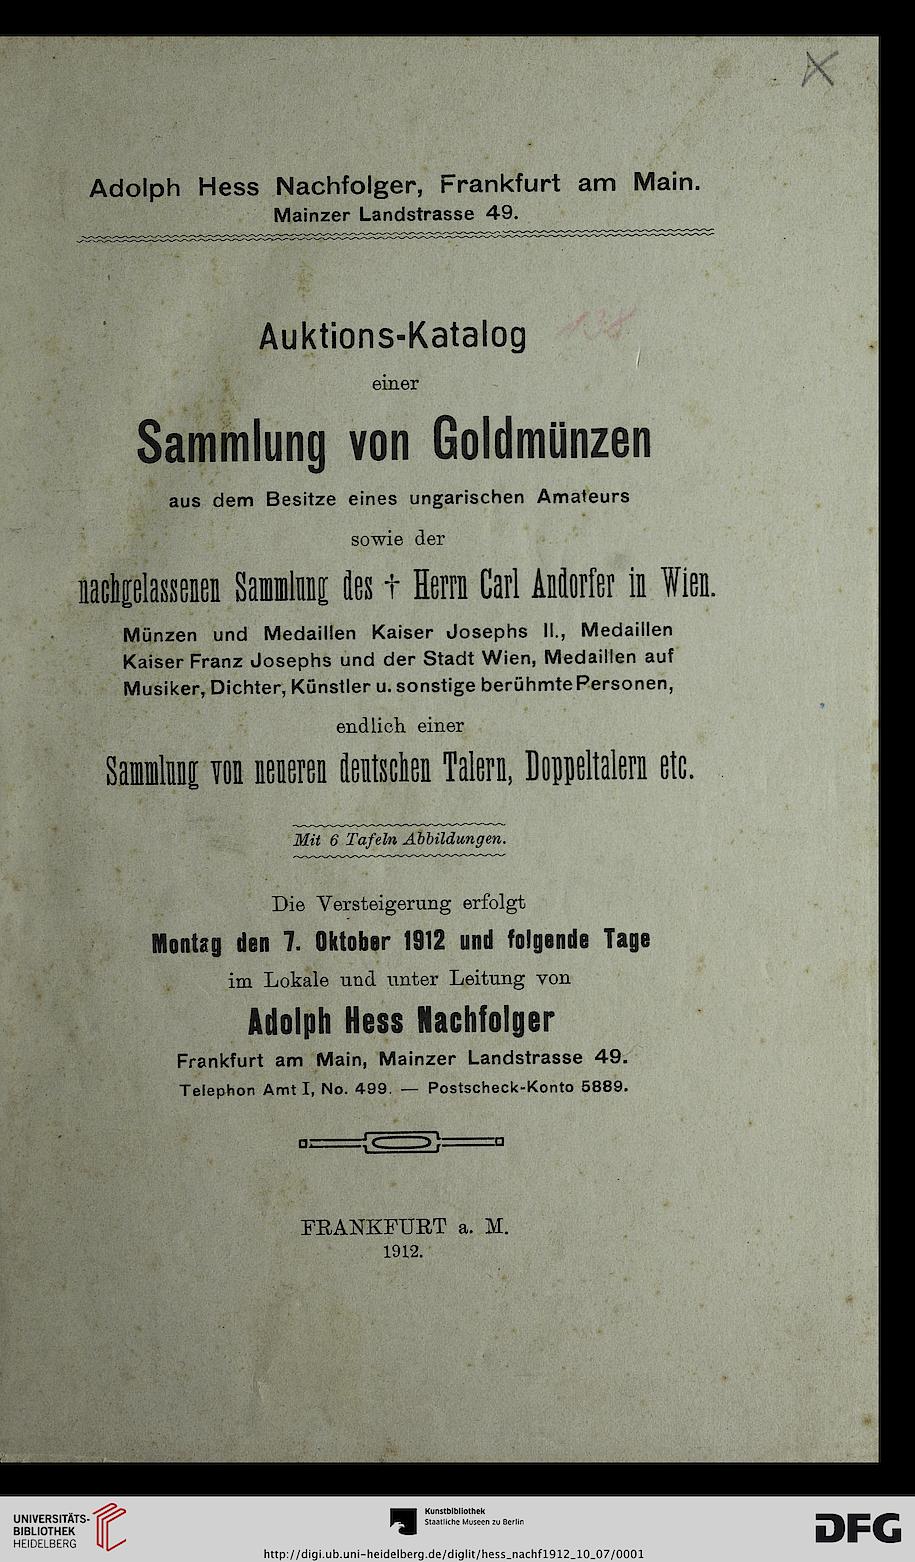 Adolph Hess Nachfolger, Frankfurt am Main.
Mainzer Landstrasse 49.
Auktions-Katalog
138
einer
Sammlung von Goldmünzen
aus dem Besitze eines ungarischen Amateurs
sowie der
nachgelassenen Sammlung des † Herrn Carl Andorfer in Wien.
Münzen und Medaillen Kaiser Josephs II., Medaillen
Kaiser Franz Josephs und der Stadt Wien, Medaillen auf
Musiker, Dichter, Künstler u. sonstige berühmte Personen,
endlich einer
Sammlung von neueren deutschen Talern, Doppeltalern etc.
Mit 6 Tafeln Abbildungen.
Die Versteigerung erfolgt
Montag den 7. Oktober 1912 und folgende Tage
im Lokale und unter Leitung von
Adolph Hess Nachfolger
Frankfurt am Main, Mainzer Landstrasse 49.
Telephon Amt I, No. 499. — Postscheck-Konto 5889.
FRANKFURT a. M.
1912.
UNIVERSITÄTS-
BIBLIOTHEK
HEIDELBERG
Kunstbibliothek
Staatliche Museen zu Berlin
DFG
http://digi.ub.uni-heidelberg.de/diglit/hess_nachf1912_10_07/0001